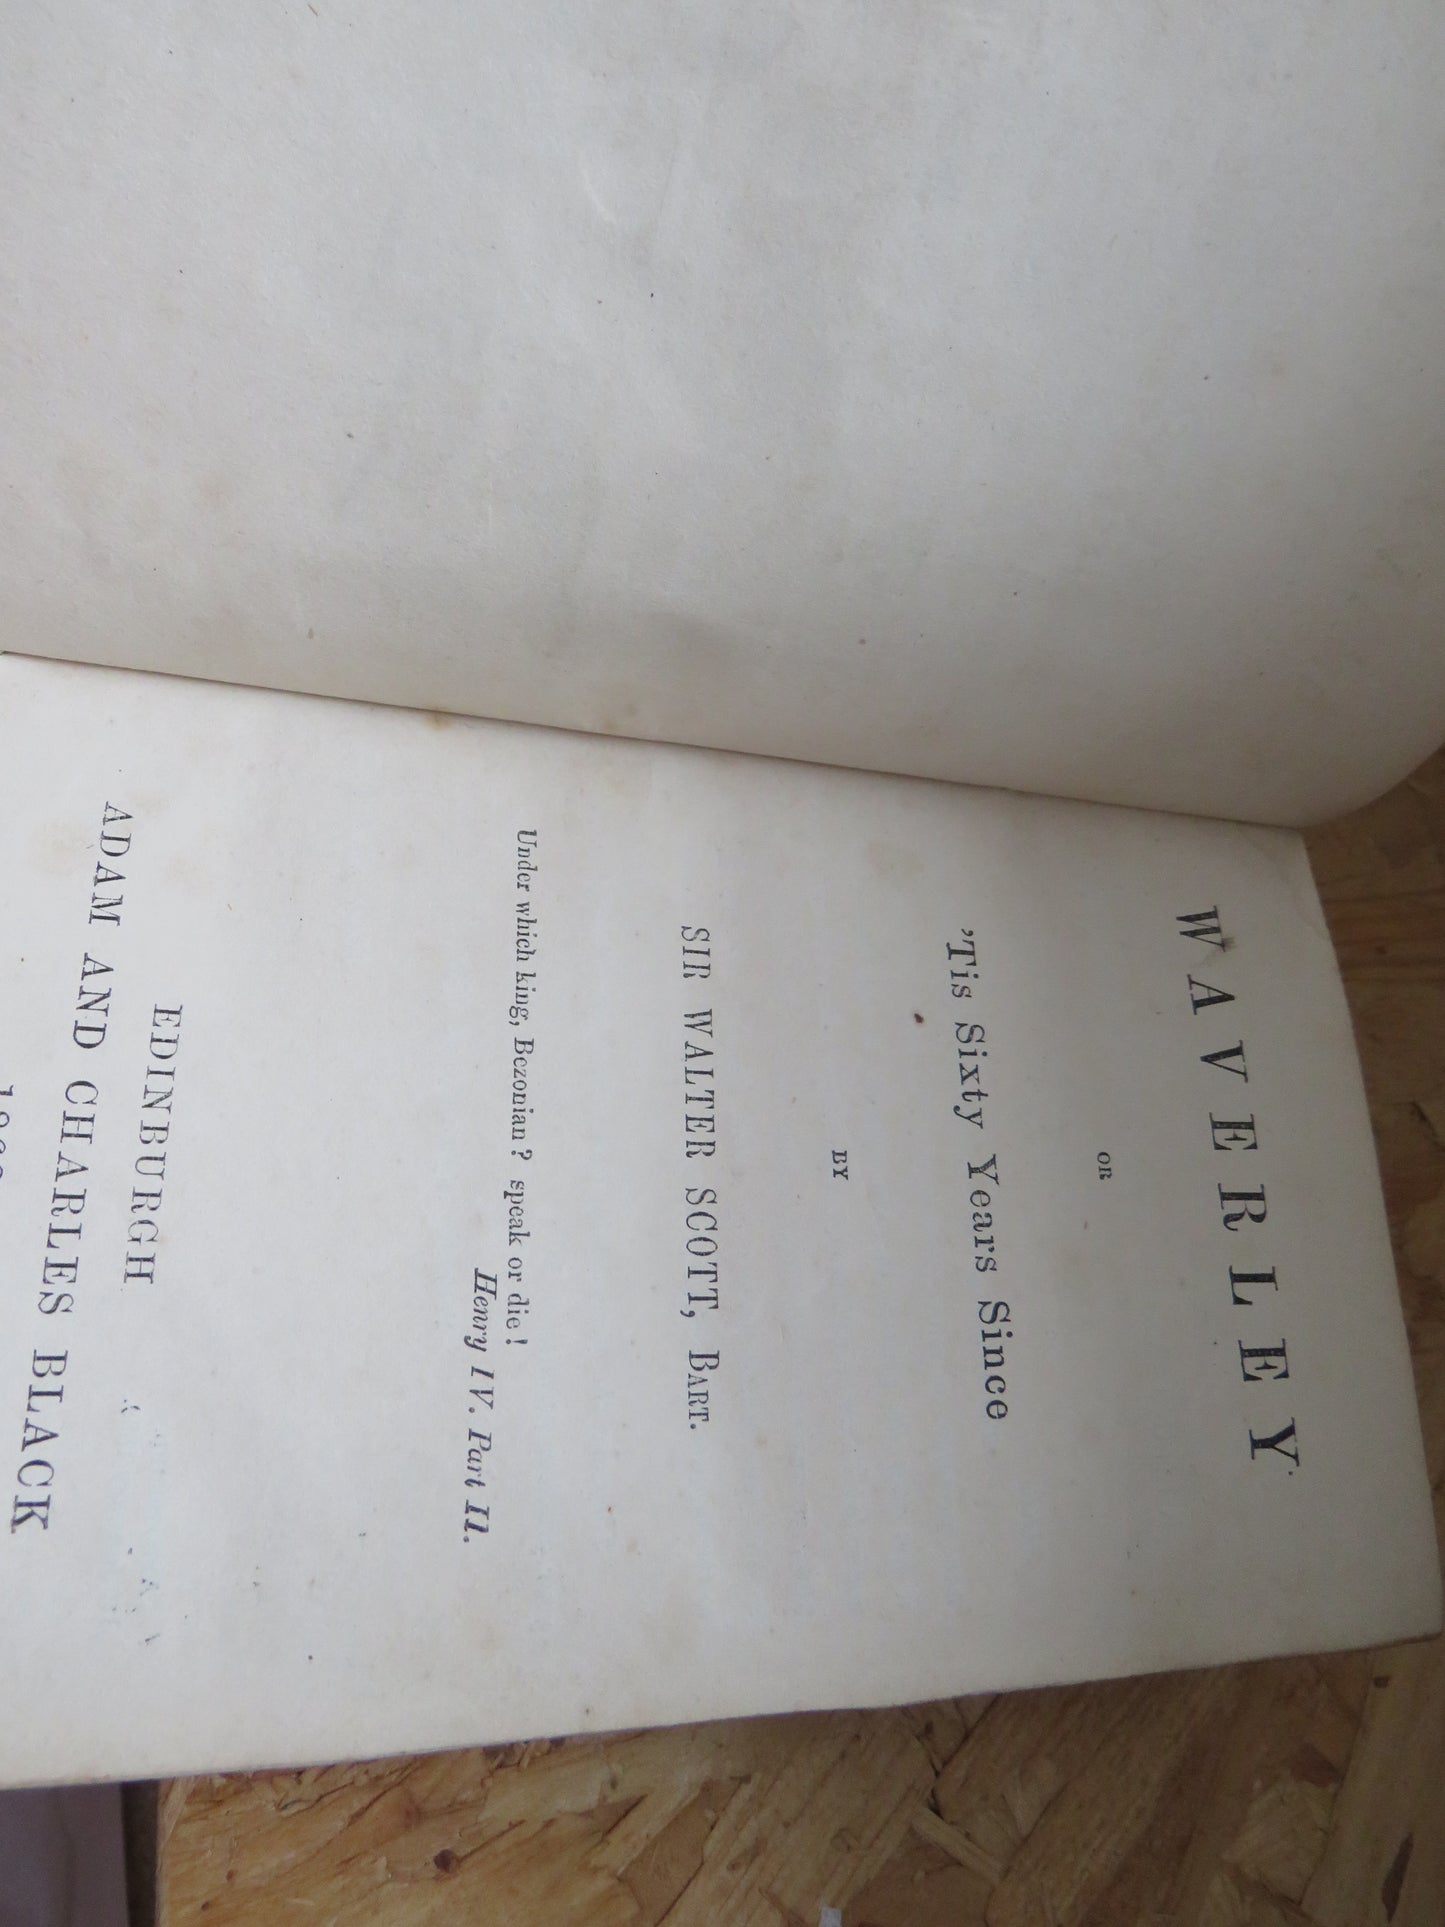 WAVERLEY
OR
'Tis Sixty Years Since
BY
SIR WALTER SCOTT, BART.
Under which king, Bezonian? speak or die!
Henry IV. Part II.
EDINBURGH
ADAM AND CHARLES BLACK